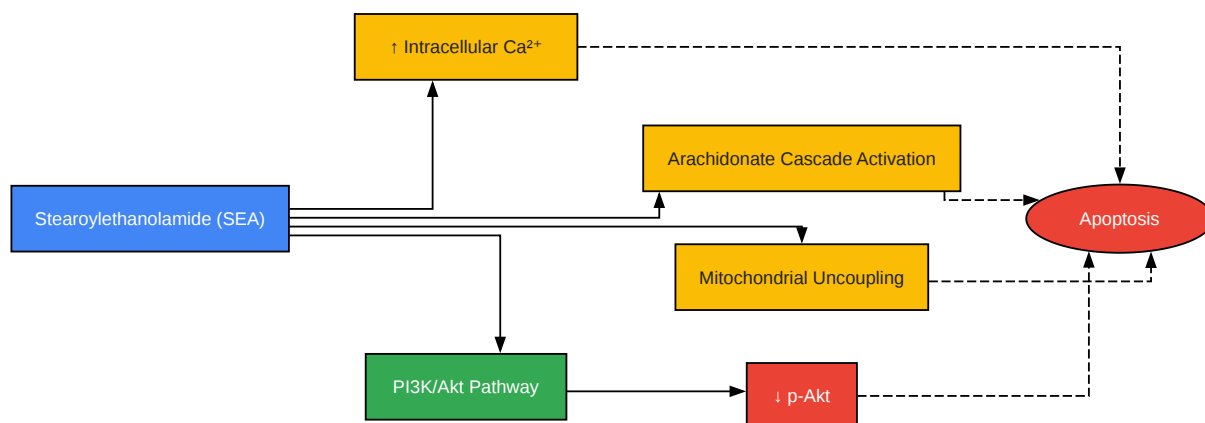 ↑ Intracellular Ca²⁺
Arachidonate Cascade Activation
Stearoylethanolamide (SEA)
Apoptosis
Mitochondrial Uncoupling
PI3K/Akt Pathway
↓ p-Akt